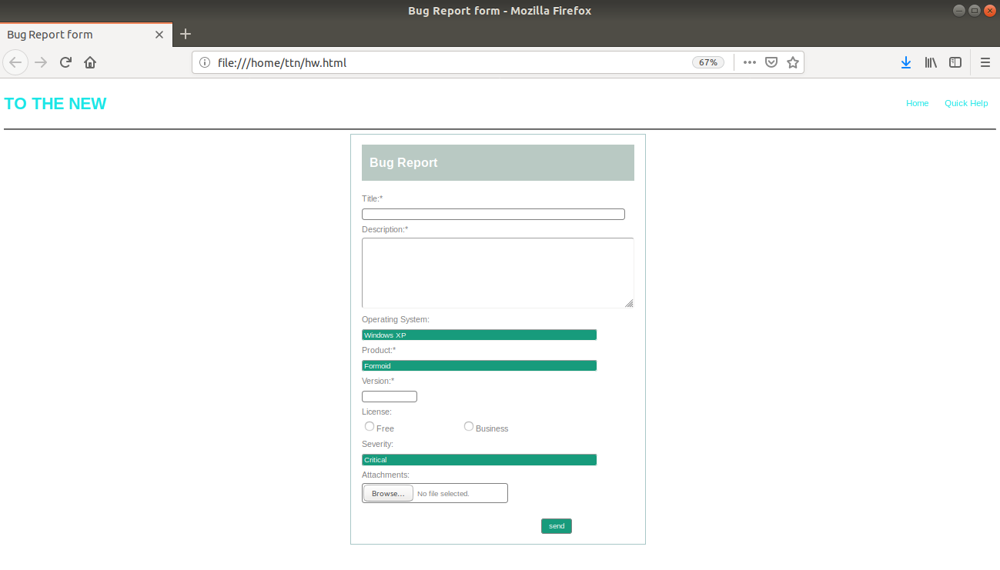 Bug Report form - Mozilla Firefox
Bug Report form
file:///home/ttn/hw.html 67%
TO THE NEW Home Quick Help
Bug Report
Title:*
Description:*
Operating System:
Windows XP
Product:*
Formoid
Version:*
License:
Free Business
Severity:
Critical
Attachments:
Browse... No file selected.
send